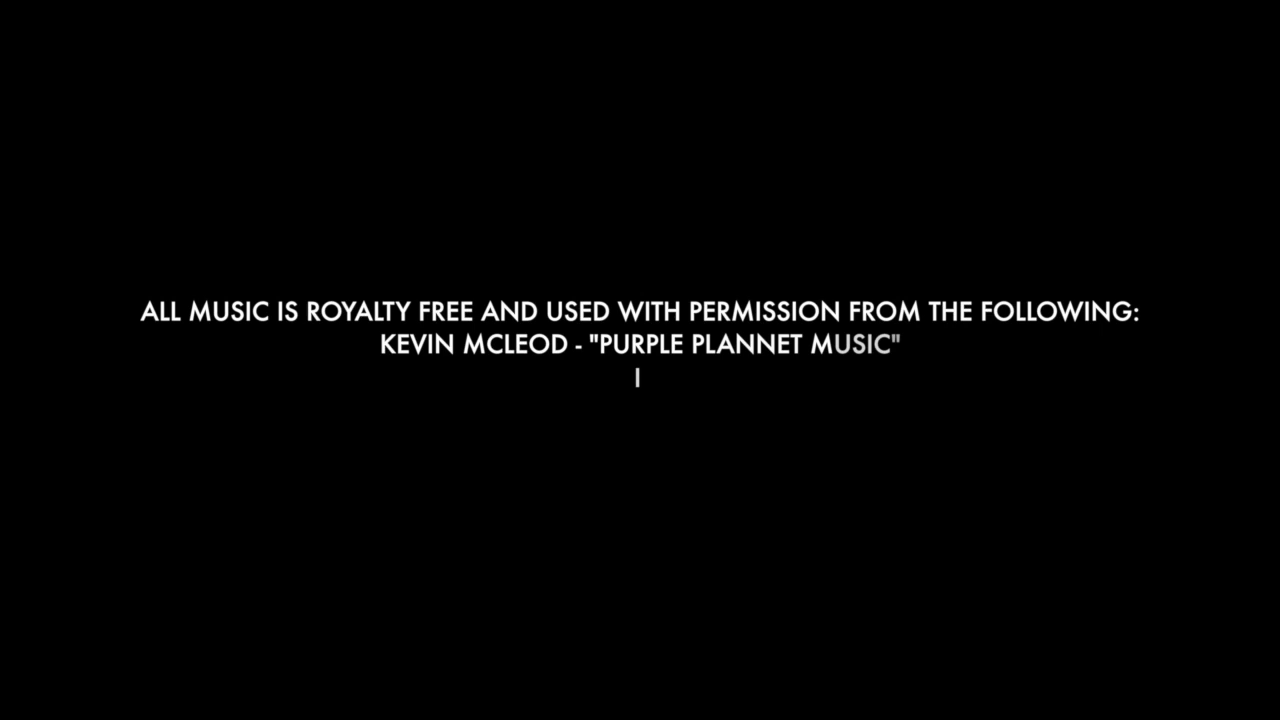 ALL MUSIC IS ROYALTY FREE AND USED WITH PERMISSION FROM THE FOLLOWING:
KEVIN MCLEOD - "PURPLE PLANNET MUSIC"
I